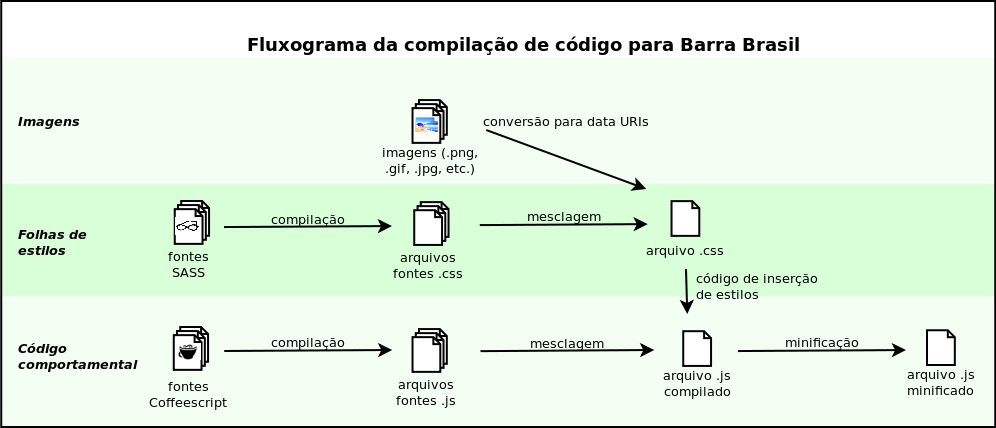 Fluxograma da compilação de código para Barra Brasil
Imagens
conversão para data URIs
imagens (.png,
.gif, .jpg, etc.)
Folhas de
estilos
compilação
mesclagem
fontes
SASS
arquivos
fontes .css
arquivo .css
código de inserção
de estilos
Código
comportamental
compilação
mesclagem
minificação
fontes
Coffeescript
arquivos
fontes .js
arquivo .js
compilado
arquivo .js
minificado